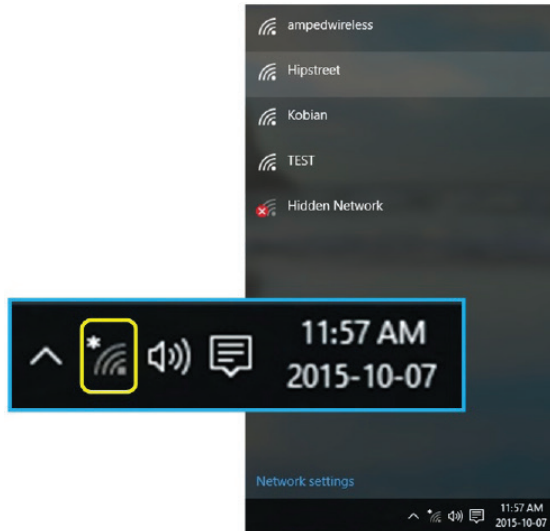 ampedwireless
Hipstreet
Kobian
TEST
Hidden Network
11:57 AM
2015-10-07
Network settings
11:57 AM
2015-10-07